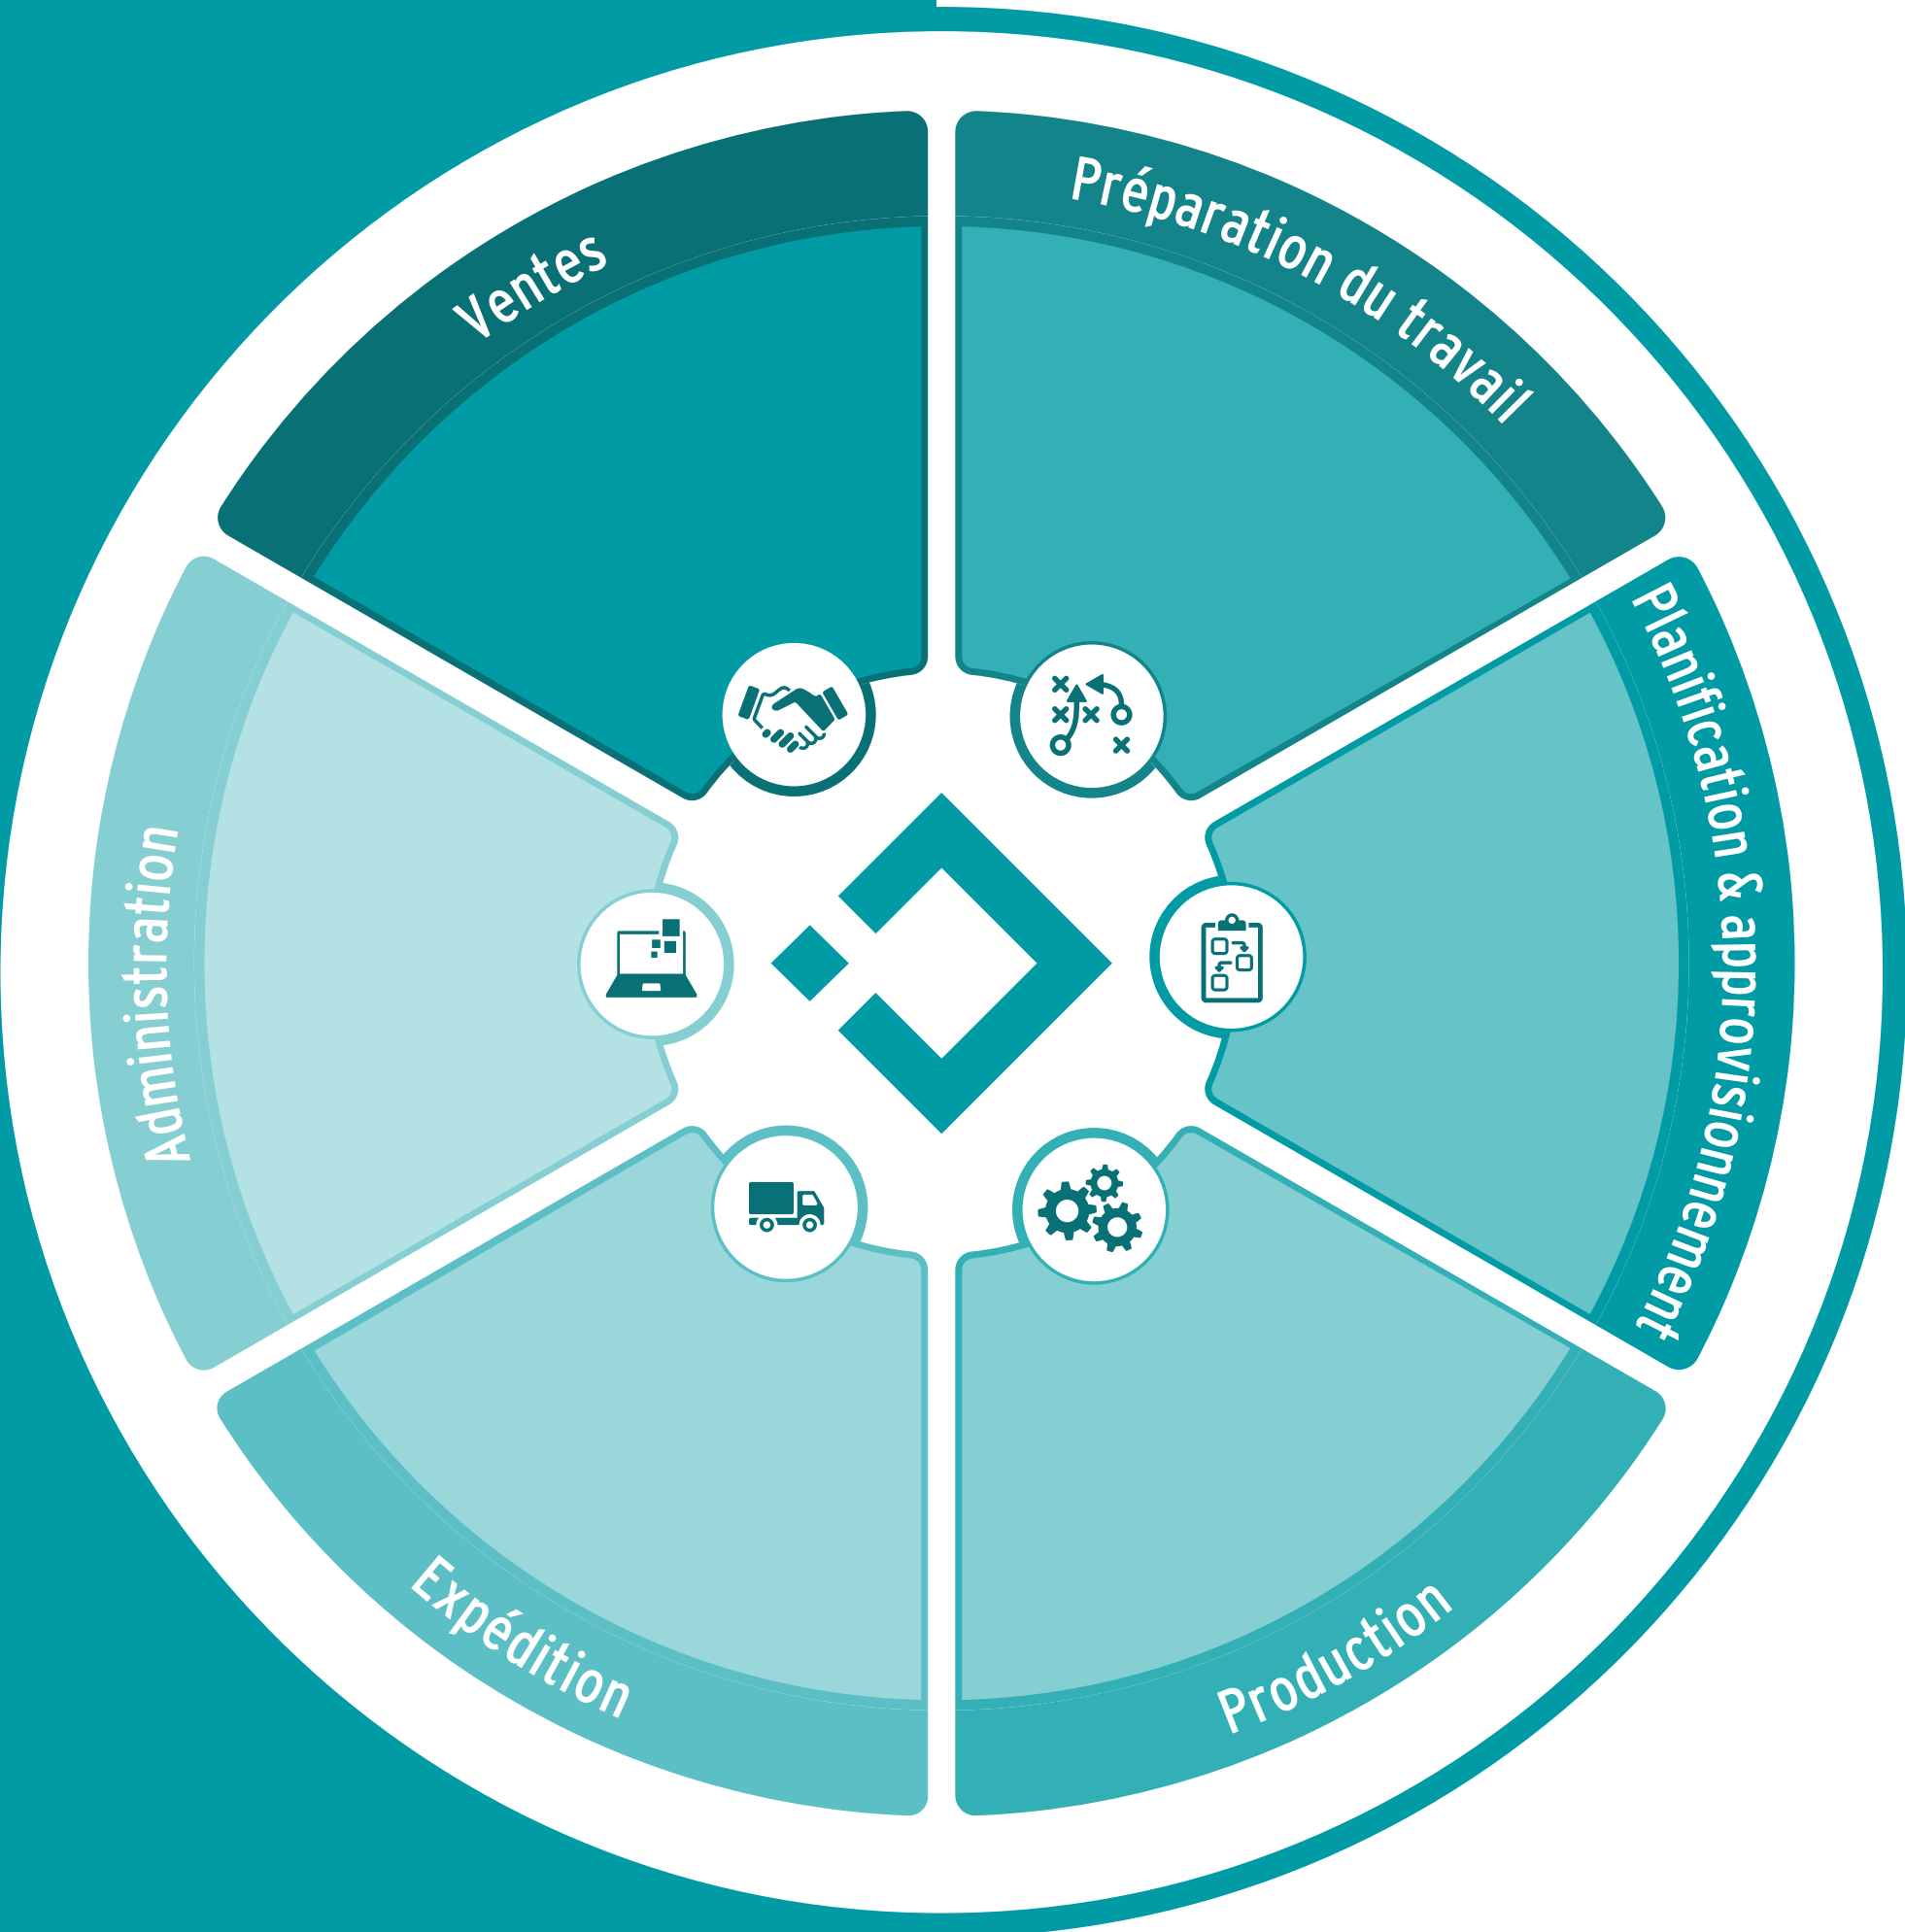 Ventes
Préparation du travail
Planification & approvisionnement
Production
Expédition
Administration